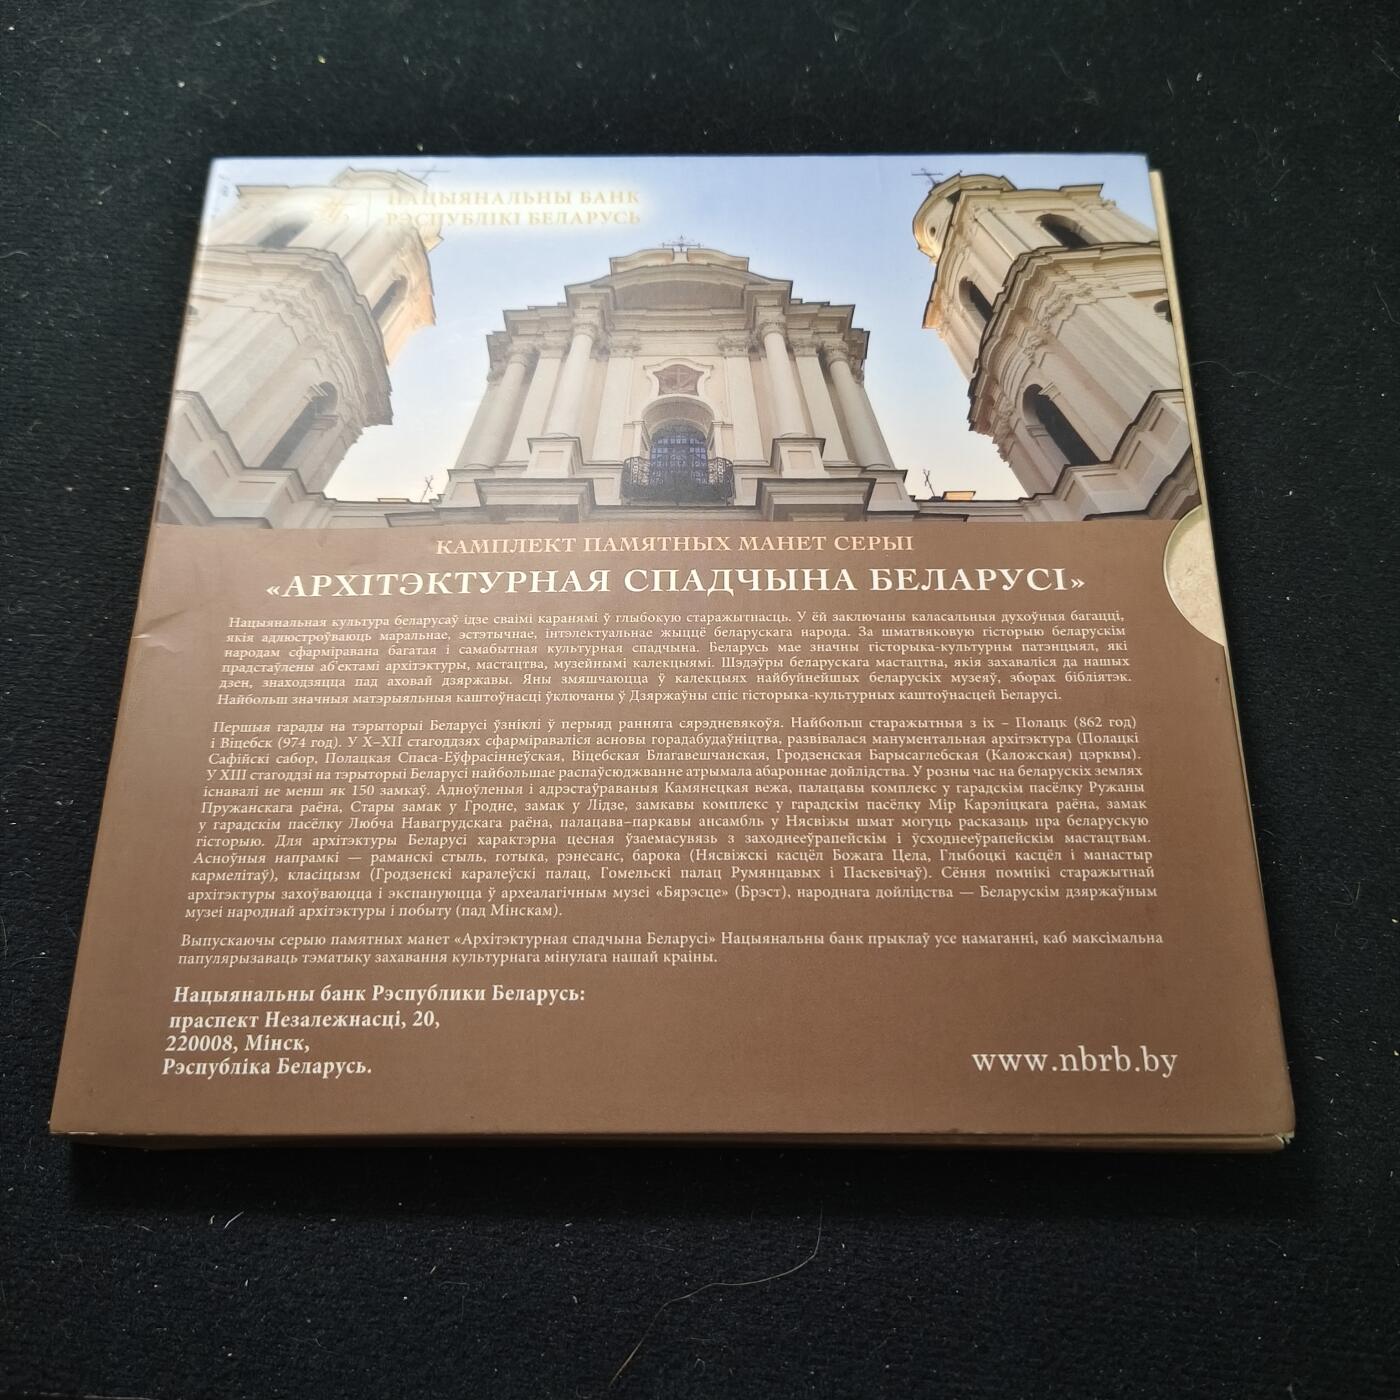 НАЦЫЯНАЛЬНЫ БАНК
РЭСПУБЛІКІ БЕЛАРУСЬ
КАМПЛЕКТ ПАМЯТНЫХ МАНЕТ СЕРЫІ
«АРХІТЭКТУРНАЯ СПАДЧЫНА БЕЛАРУСІ»
Нацыянальная культура беларусаў ідзе сваімі каранямі ў глыбокую старажытнасць. У ёй заключаны каласальныя духоўныя багацці,
якія адлюстроўваюць маральнае, эстэтычнае, інтэлектуальнае жыццё беларускага народа. За шматвяковую гісторыю беларускім
народам сфарміравана багатая і самабытная культурная спадчына. Беларусь мае значны гісторыка-культурны патэнцыял, які
прадстаўлены аб'ектамі архітэктуры, мастацтва, музейнымі калекцыямі. Шэдэўры беларускага мастацтва, якія захаваліся да нашых
дзен, знаходзяцца пад аховай дзяржавы. Яны змяшчаюцца ў калекцыях найбуйнейшых беларускіх музеяў, зборах бібліятэк.
Найбольш значныя матэрыяльныя каштоўнасці ўключаны ў Дзяржаўны спіс гісторыка-культурных каштоўнасцей Беларусі.
Першыя гарады на тэрыторыі Беларусі ўзніклі ў перыяд ранняга сярэдневякоўя. Найбольш старажытныя з іх – Полацк (862 год)
і Віцебск (974 год). У X–XII стагоддзях сфарміраваліся асновы горадабудаўніцтва, развівалася манументальная архітэктура (Полацкі
Сафійскі сабор, Полацкая Спаса-Еўфрасіннеўская, Віцебская Благавешчанская, Гродзенская Барысаглебская (Каложская) цэрквы).
У XIII стагоддзі на тэрыторыі Беларусі найбольшае распаўсюджванне атрымала абароннае дойлідства. У розны час на беларускіх землях
існавалі не менш як 150 замкаў. Адноўленыя і адрэстаўраваныя Камянецкая вежа, палацавы комплекс у гарадскім пасёлку Ружаны
Пружанскага раёна, Стары замак у Гродне, замак у Лідзе, замкавы комплекс у гарадскім пасёлку Мір Карэліцкага раёна, замак
у гарадскім пасёлку Любча Навагрудскага раёна, палацава–паркавы ансамбль у Нясвіжы шмат могуць расказаць пра беларускую
гісторыю. Для архітэктуры Беларусі характэрна цесная ўзаемасувязь з заходнееўрапейскім і ўсходнееўрапейскім мастацтвам.
Асноўныя напрамкі — раманскі стыль, готыка, рэнесанс, барока (Нясвіжскі касцёл Божага Цела, Глыбоцкі касцёл і манастыр
кармелітаў), класіцызм (Гродзенскі каралеўскі палац, Гомельскі палац Румянцавых і Паскевічаў). Сёння помнікі старажытнай
архітэктуры захоўваюцца і экспануюцца ў археалагічным музеі «Бярэсце» (Брэст), народнага дойлідства — Беларускім дзяржаўным
музеі народнай архітэктуры і побыту (пад Мінскам).
Выпускаючы серыю памятных манет «Архітэктурная спадчына Беларусі» Нацыянальны банк прыклаў усе намаганні, каб максімальна
папулярызаваць тэматыку захавання культурнага мінулага нашай краіны.
Нацыянальны банк Рэспублики Беларусь:
праспект Незалежнасці, 20,
220008, Мінск,
Рэспубліка Беларусь.
www.nbrb.by